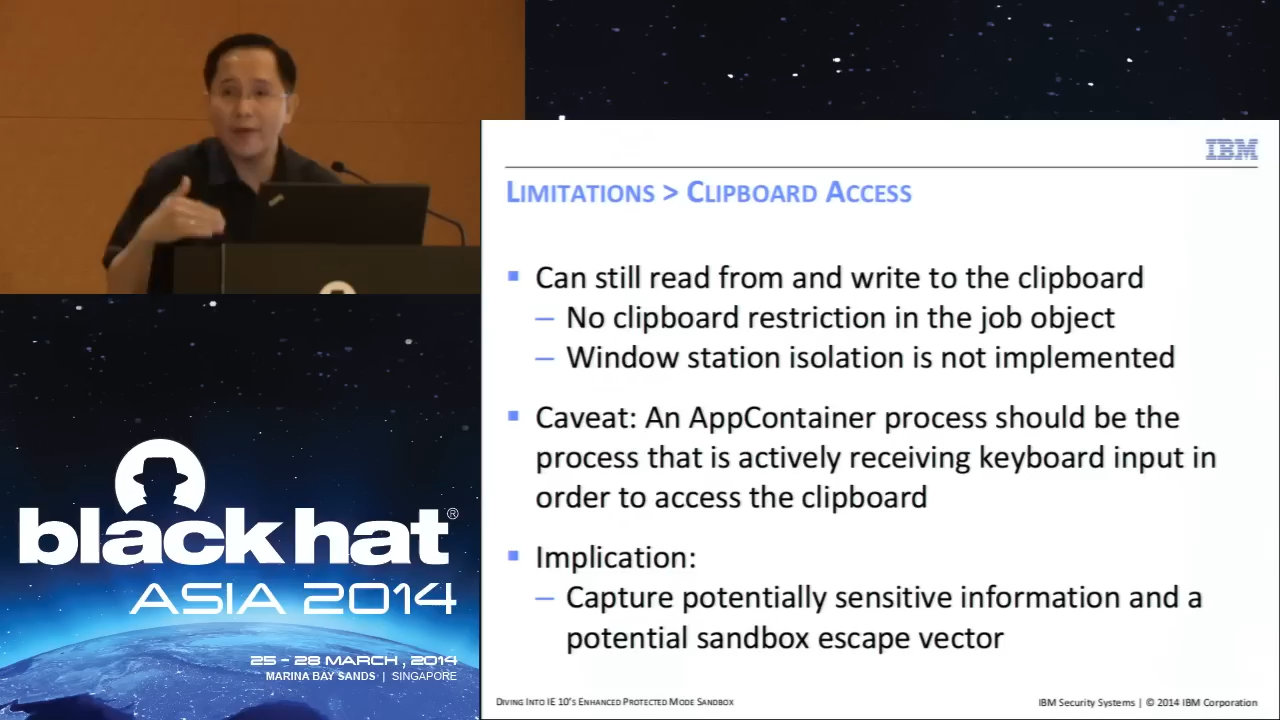 IBM
LIMITATIONS > CLIPBOARD ACCESS
▪ Can still read from and write to the clipboard
– No clipboard restriction in the job object
– Window station isolation is not implemented
▪ Caveat: An AppContainer process should be the
process that is actively receiving keyboard input in
order to access the clipboard
▪ Implication:
– Capture potentially sensitive information and a
potential sandbox escape vector
DIVING INTO IE 10'S ENHANCED PROTECTED MODE SANDBOX
IBM Security Systems | © 2014 IBM Corporation
black hat®
ASIA 2014
25 - 28 MARCH, 2014
MARINA BAY SANDS | SINGAPORE